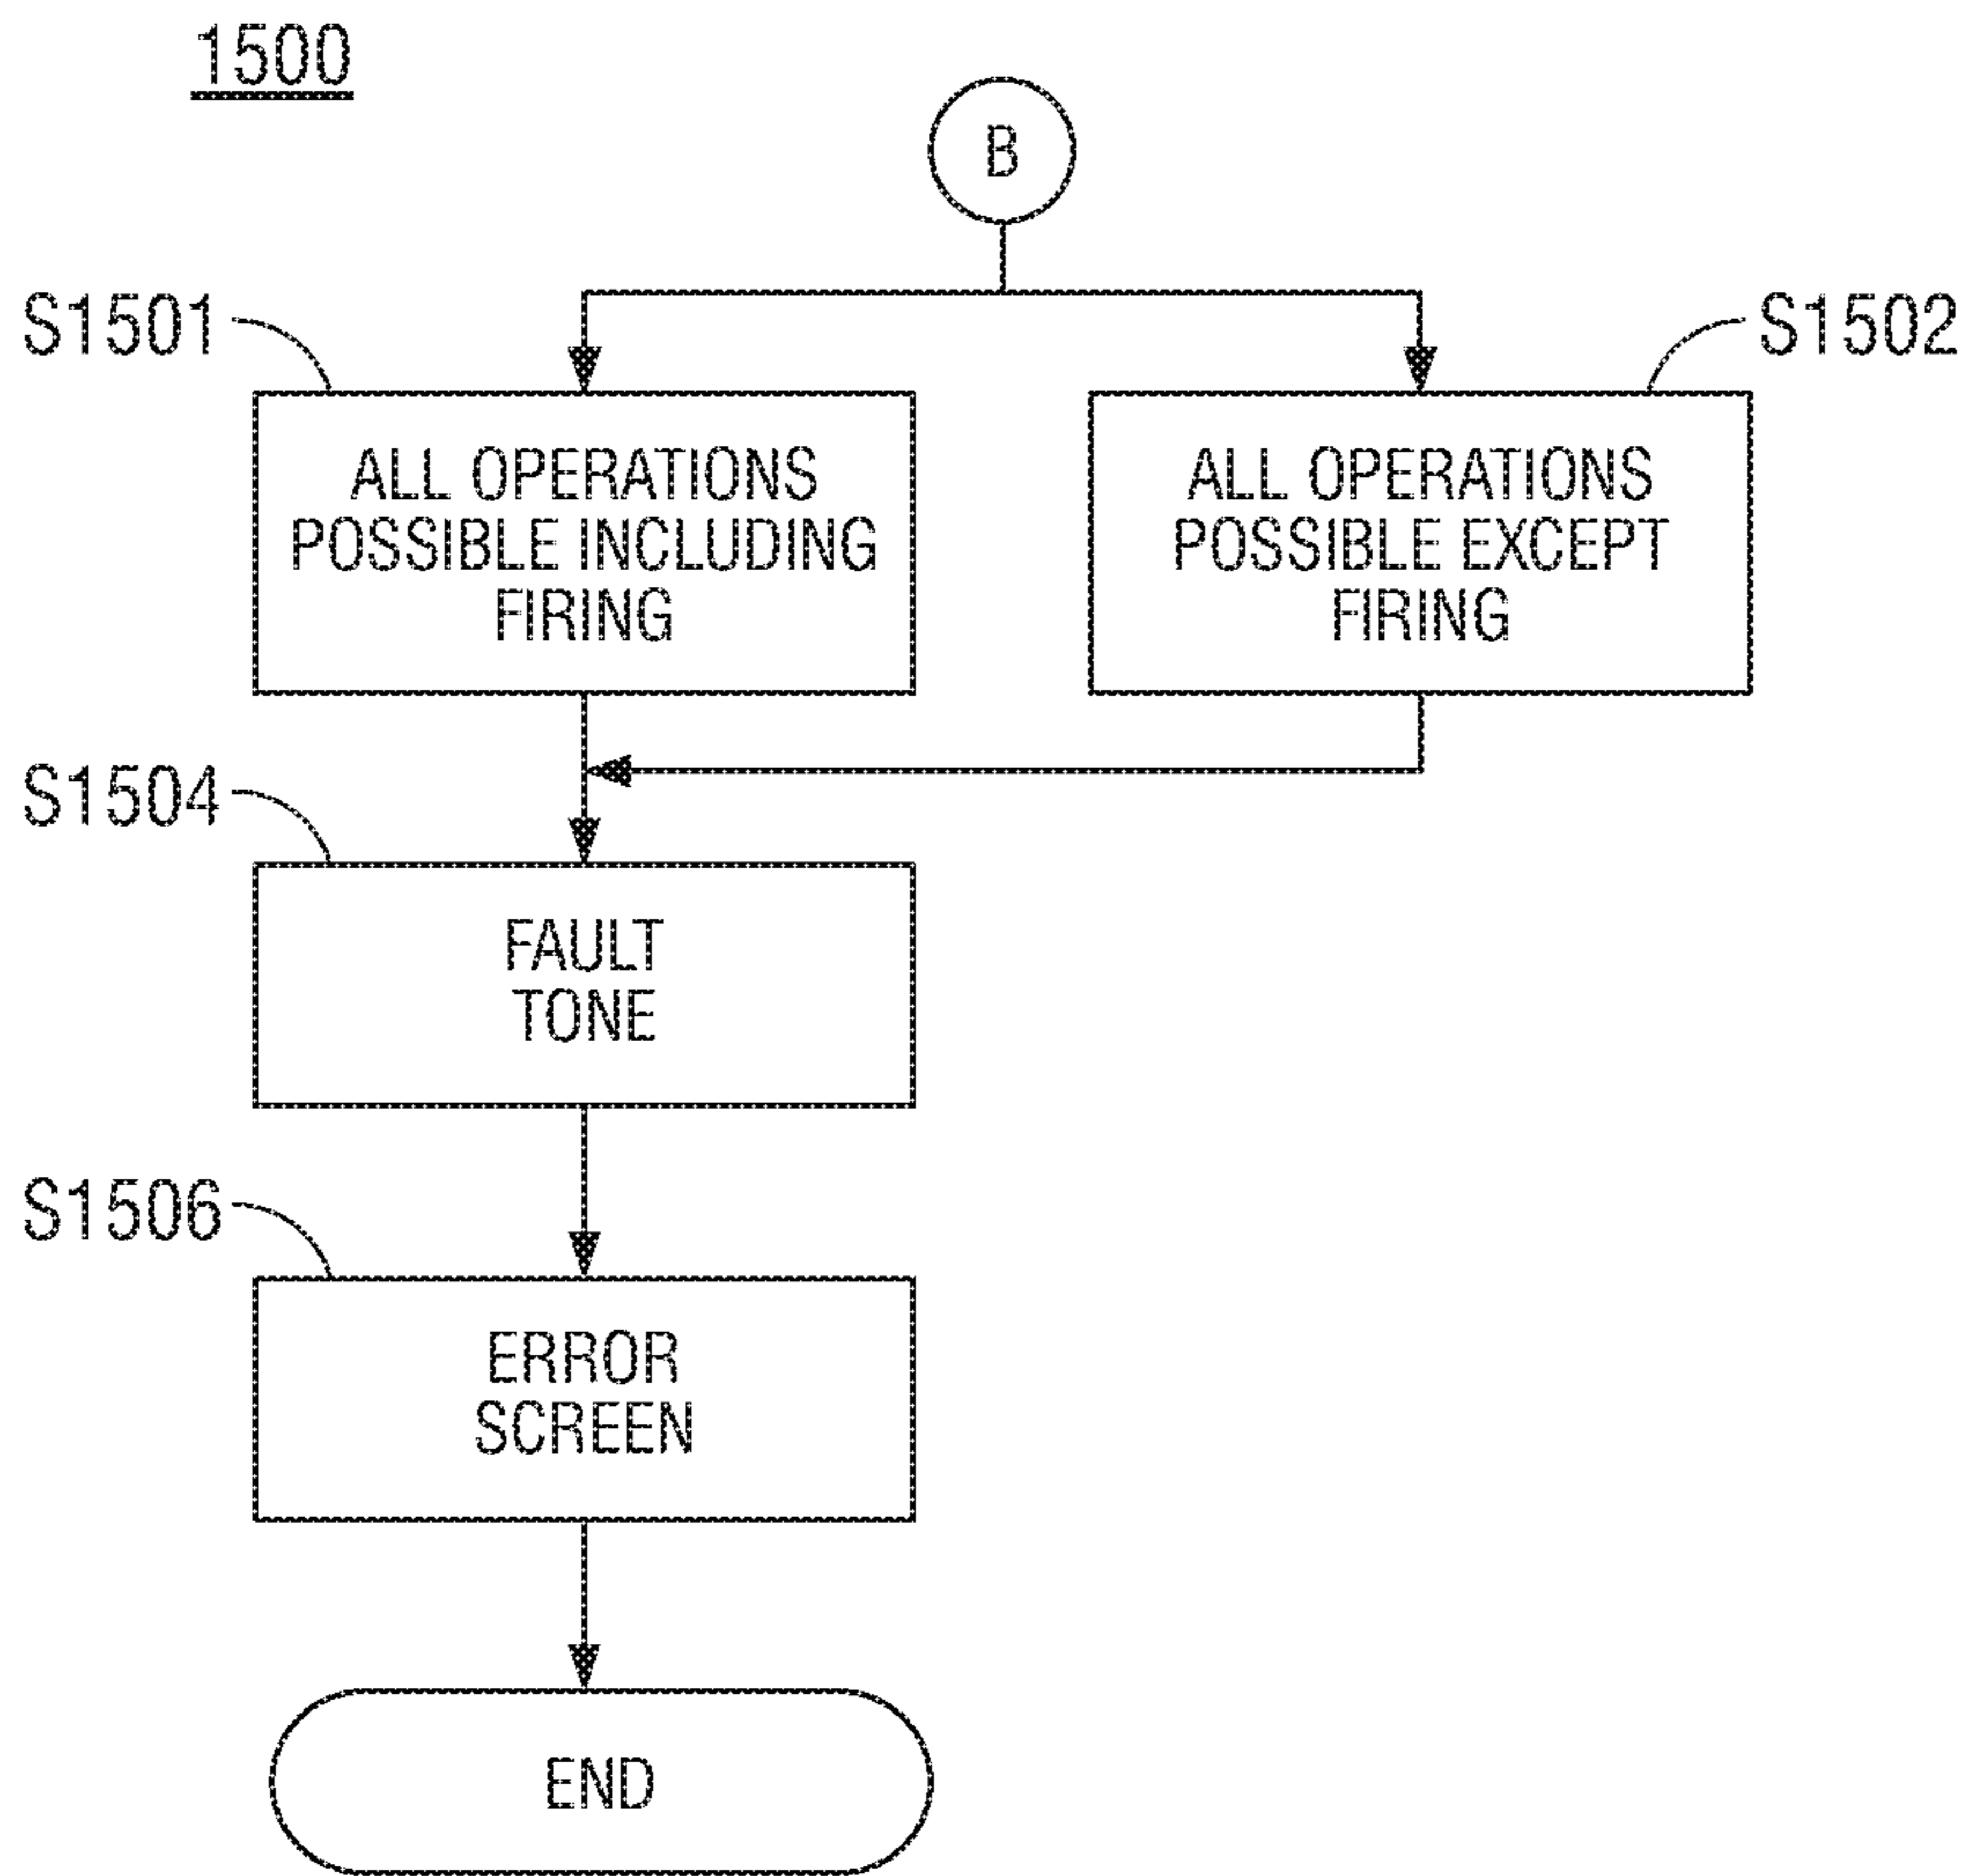 1500
B
S1501
S1502
ALL OPERATIONS
POSSIBLE INCLUDING
FIRING
ALL OPERATIONS
POSSIBLE EXCEPT
FIRING
S1504
FAULT
TONE
S1506
ERROR
SCREEN
END